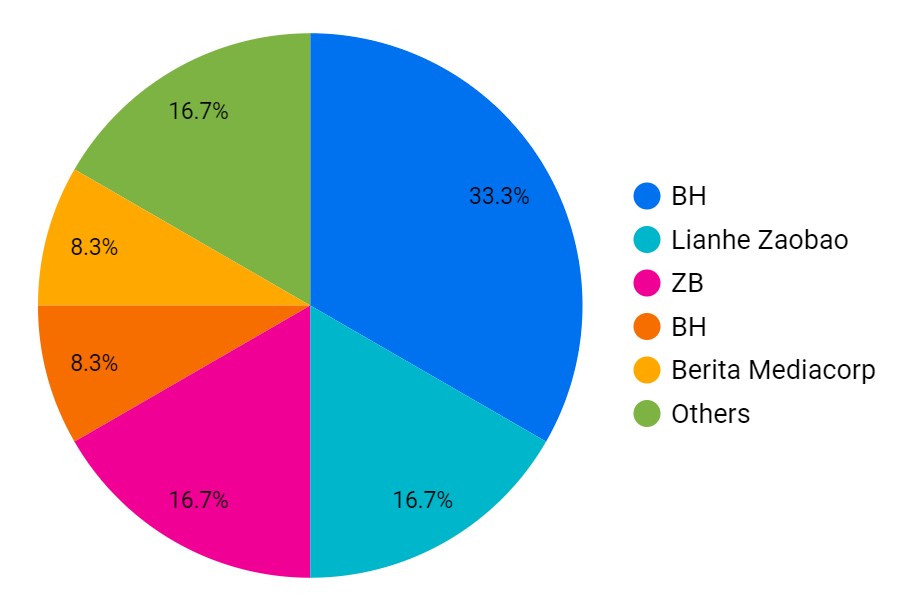 16.7%
33.3%
8.3%
8.3%
16.7%
16.7%
BH
Lianhe Zaobao
ZB
BH
Berita Mediacorp
Others